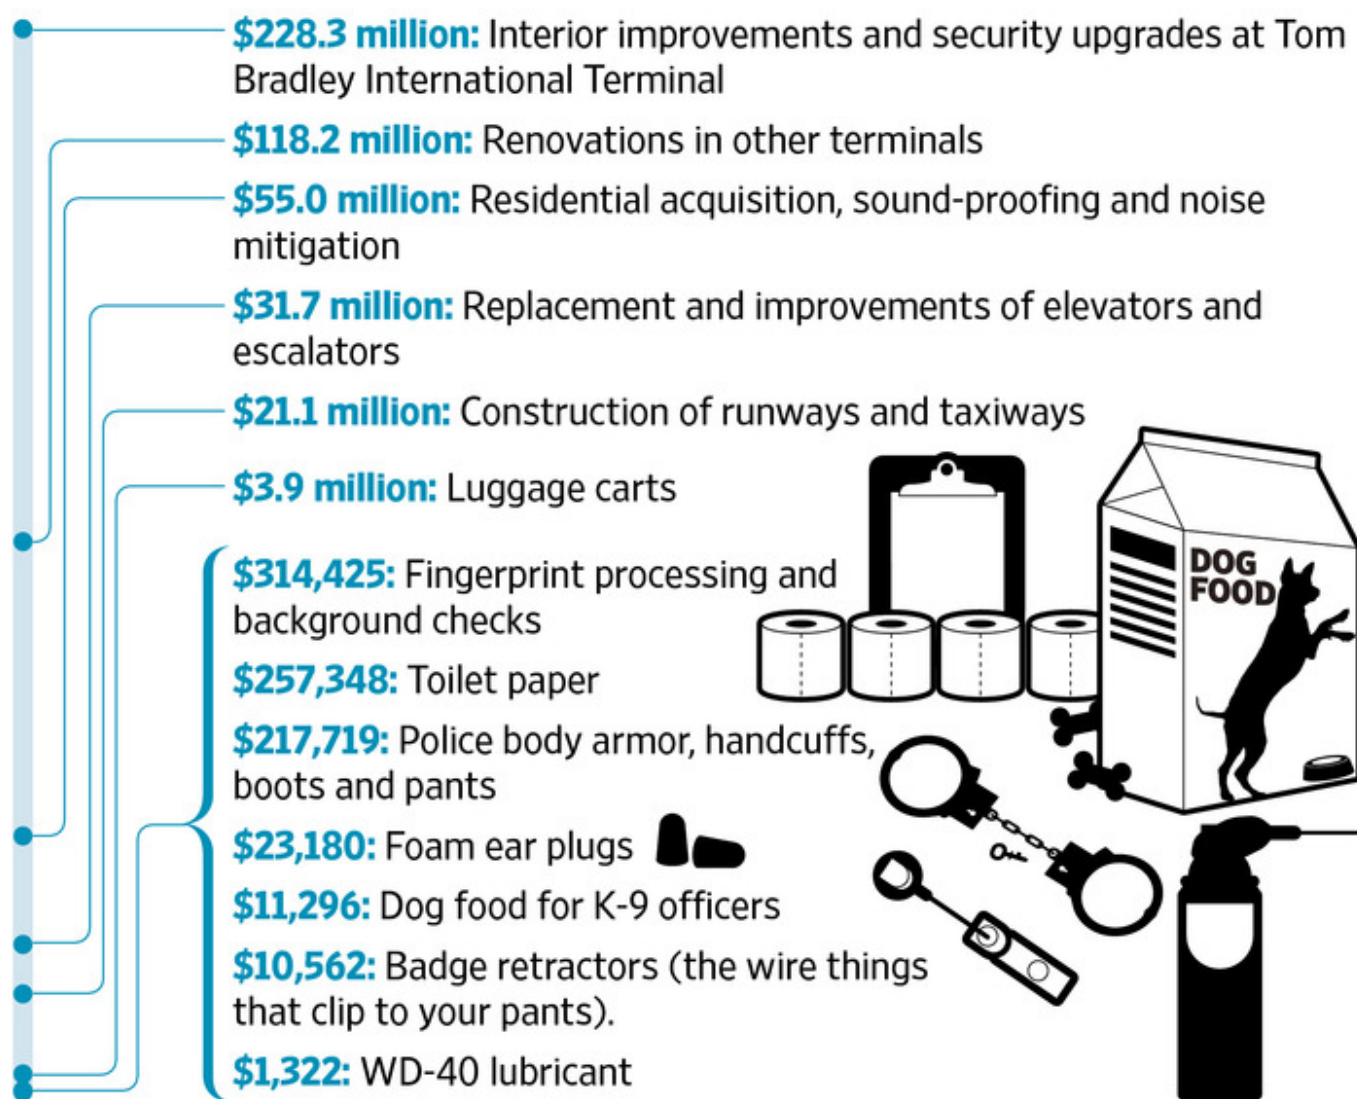 $228.3 million: Interior improvements and security upgrades at Tom
Bradley International Terminal
$118.2 million: Renovations in other terminals
$55.0 million: Residential acquisition, sound-proofing and noise
mitigation
$31.7 million: Replacement and improvements of elevators and
escalators
$21.1 million: Construction of runways and taxiways
$3.9 million: Luggage carts
$314,425: Fingerprint processing and
background checks
$257,348: Toilet paper
$217,719: Police body armor, handcuffs,
boots and pants
$23,180: Foam ear plugs
$11,296: Dog food for K-9 officers
$10,562: Badge retractors (the wire things
that clip to your pants).
$1,322: WD-40 lubricant
DOG
FOOD